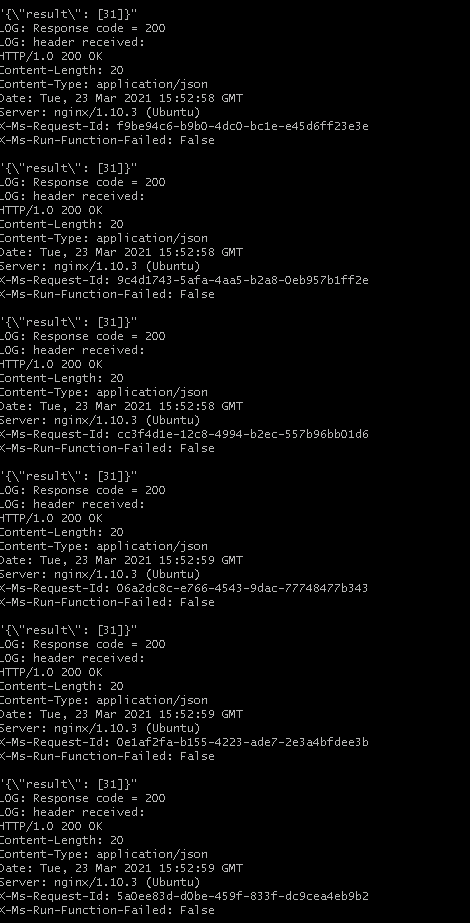 "{\"result\": [31]}"
LOG: Response code = 200
LOG: header received:
HTTP/1.0 200 OK
Content-Length: 20
Content-Type: application/json
Date: Tue, 23 Mar 2021 15:52:58 GMT
Server: nginx/1.10.3 (Ubuntu)
X-Ms-Request-Id: f9be94c6-b9b0-4dc0-bc1e-e45d6ff23e3e
X-Ms-Run-Function-Failed: False

"{\"result\": [31]}"
LOG: Response code = 200
LOG: header received:
HTTP/1.0 200 OK
Content-Length: 20
Content-Type: application/json
Date: Tue, 23 Mar 2021 15:52:58 GMT
Server: nginx/1.10.3 (Ubuntu)
X-Ms-Request-Id: 9c4d1743-5afa-4aa5-b2a8-0eb957b1ff2e
X-Ms-Run-Function-Failed: False

"{\"result\": [31]}"
LOG: Response code = 200
LOG: header received:
HTTP/1.0 200 OK
Content-Length: 20
Content-Type: application/json
Date: Tue, 23 Mar 2021 15:52:58 GMT
Server: nginx/1.10.3 (Ubuntu)
X-Ms-Request-Id: cc3f4d1e-12c8-4994-b2ec-557b96bb01d6
X-Ms-Run-Function-Failed: False

"{\"result\": [31]}"
LOG: Response code = 200
LOG: header received:
HTTP/1.0 200 OK
Content-Length: 20
Content-Type: application/json
Date: Tue, 23 Mar 2021 15:52:59 GMT
Server: nginx/1.10.3 (Ubuntu)
X-Ms-Request-Id: 06a2dc8c-e766-4543-9dac-77748477b343
X-Ms-Run-Function-Failed: False

"{\"result\": [31]}"
LOG: Response code = 200
LOG: header received:
HTTP/1.0 200 OK
Content-Length: 20
Content-Type: application/json
Date: Tue, 23 Mar 2021 15:52:59 GMT
Server: nginx/1.10.3 (Ubuntu)
X-Ms-Request-Id: 0e1af2fa-b155-4223-ade7-2e3a4bfdee3b
X-Ms-Run-Function-Failed: False

"{\"result\": [31]}"
LOG: Response code = 200
LOG: header received:
HTTP/1.0 200 OK
Content-Length: 20
Content-Type: application/json
Date: Tue, 23 Mar 2021 15:52:59 GMT
Server: nginx/1.10.3 (Ubuntu)
X-Ms-Request-Id: 5a0ee83d-d0be-459f-833f-dc9cea4eb9b2
X-Ms-Run-Function-Failed: False